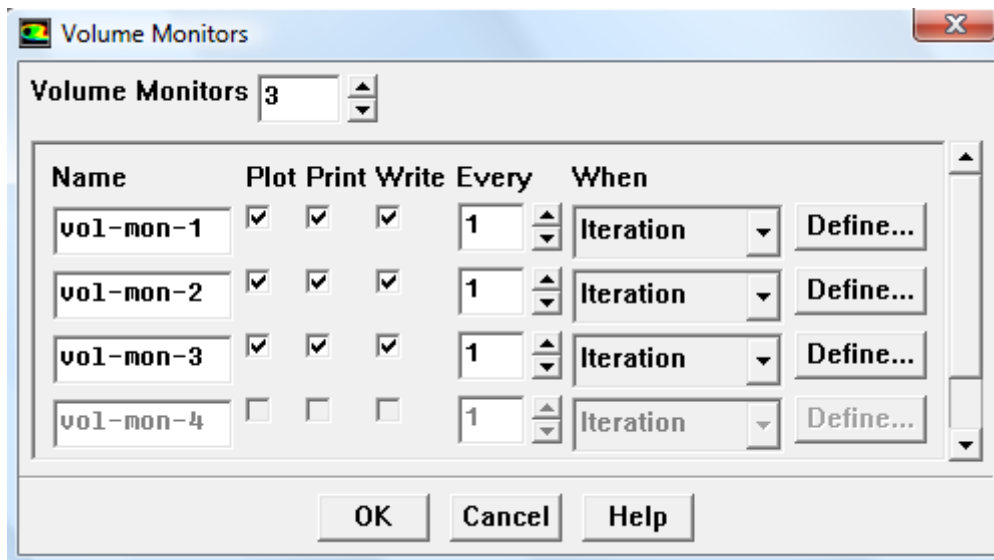 Volume Monitors
Volume Monitors 3
Name Plot Print Write Every When
vol-mon-1 1 Iteration Define...
vol-mon-2 1 Iteration Define...
vol-mon-3 1 Iteration Define...
vol-mon-4 1 Iteration Define...
OK Cancel Help